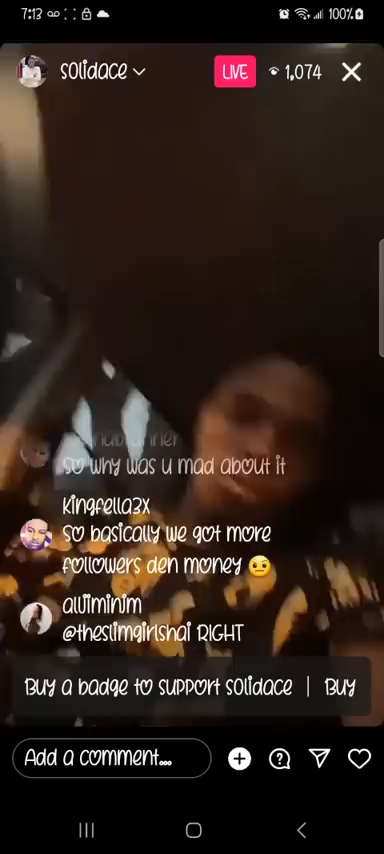 7:13
100%
solidace
LIVE
1,074
So why was u mad about it
Kingfella3x
So basically we got more
followers den money 🤨
alliiminim
@theslimgirlshai RIGHT
Buy a badge to support solidace | Buy
Add a comment...